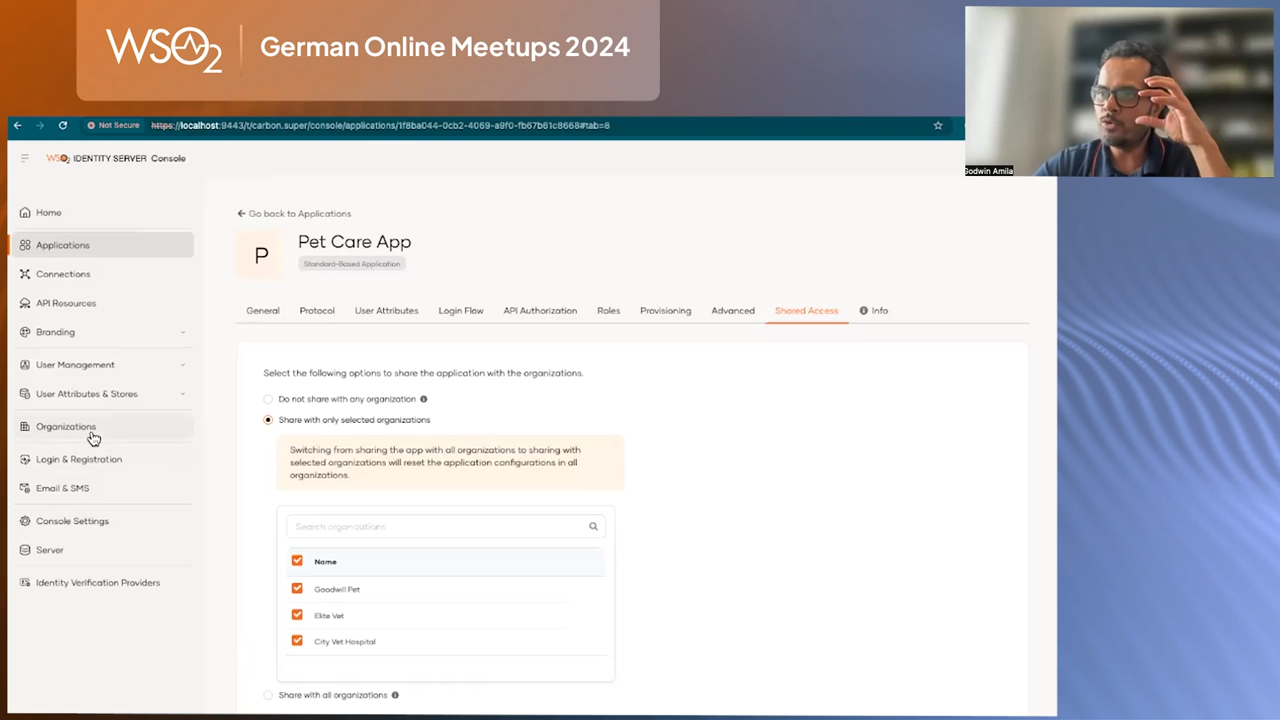 WSO2
German Online Meetups 2024
Not Secure
https://localhost:9443/t/carbon.super/console/applications/1f8ba044-0cb2-4069-a9f0-fb67b61c8668#tab=8
Godwin Amila
WSO2 IDENTITY SERVER Console
Home
Applications
Connections
API Resources
Branding
User Management
User Attributes & Stores
Organizations
Login & Registration
Email & SMS
Console Settings
Server
Identity Verification Providers
Go back to Applications
P
Pet Care App
Standard-Based Application
General Protocol User Attributes Login Flow API Authorization Roles Provisioning Advanced Shared Access Info
Select the following options to share the application with the organizations.
Do not share with any organization
Share with only selected organizations
Switching from sharing the app with all organizations to sharing with
selected organizations will reset the application configurations in all
organizations.
Search organizations
Name
Goodwill Pet
Elite Vet
City Vet Hospital
Share with all organizations